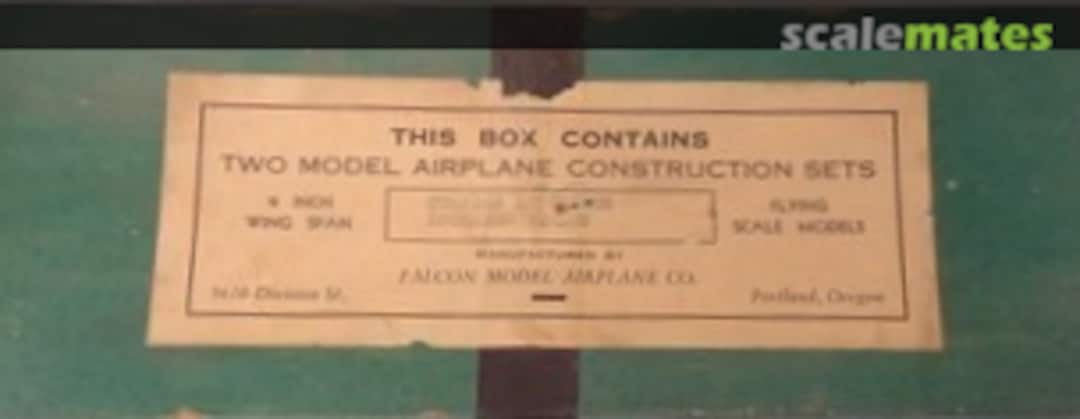 scalemates
THIS BOX CONTAINS
TWO MODEL AIRPLANE CONSTRUCTION SETS
INCH
WING SPAN
FLYING
SCALE MODELS
MANUFACTURED BY
FALCON MODEL AIRPLANE CO.
Division St.
Portland, Oregon